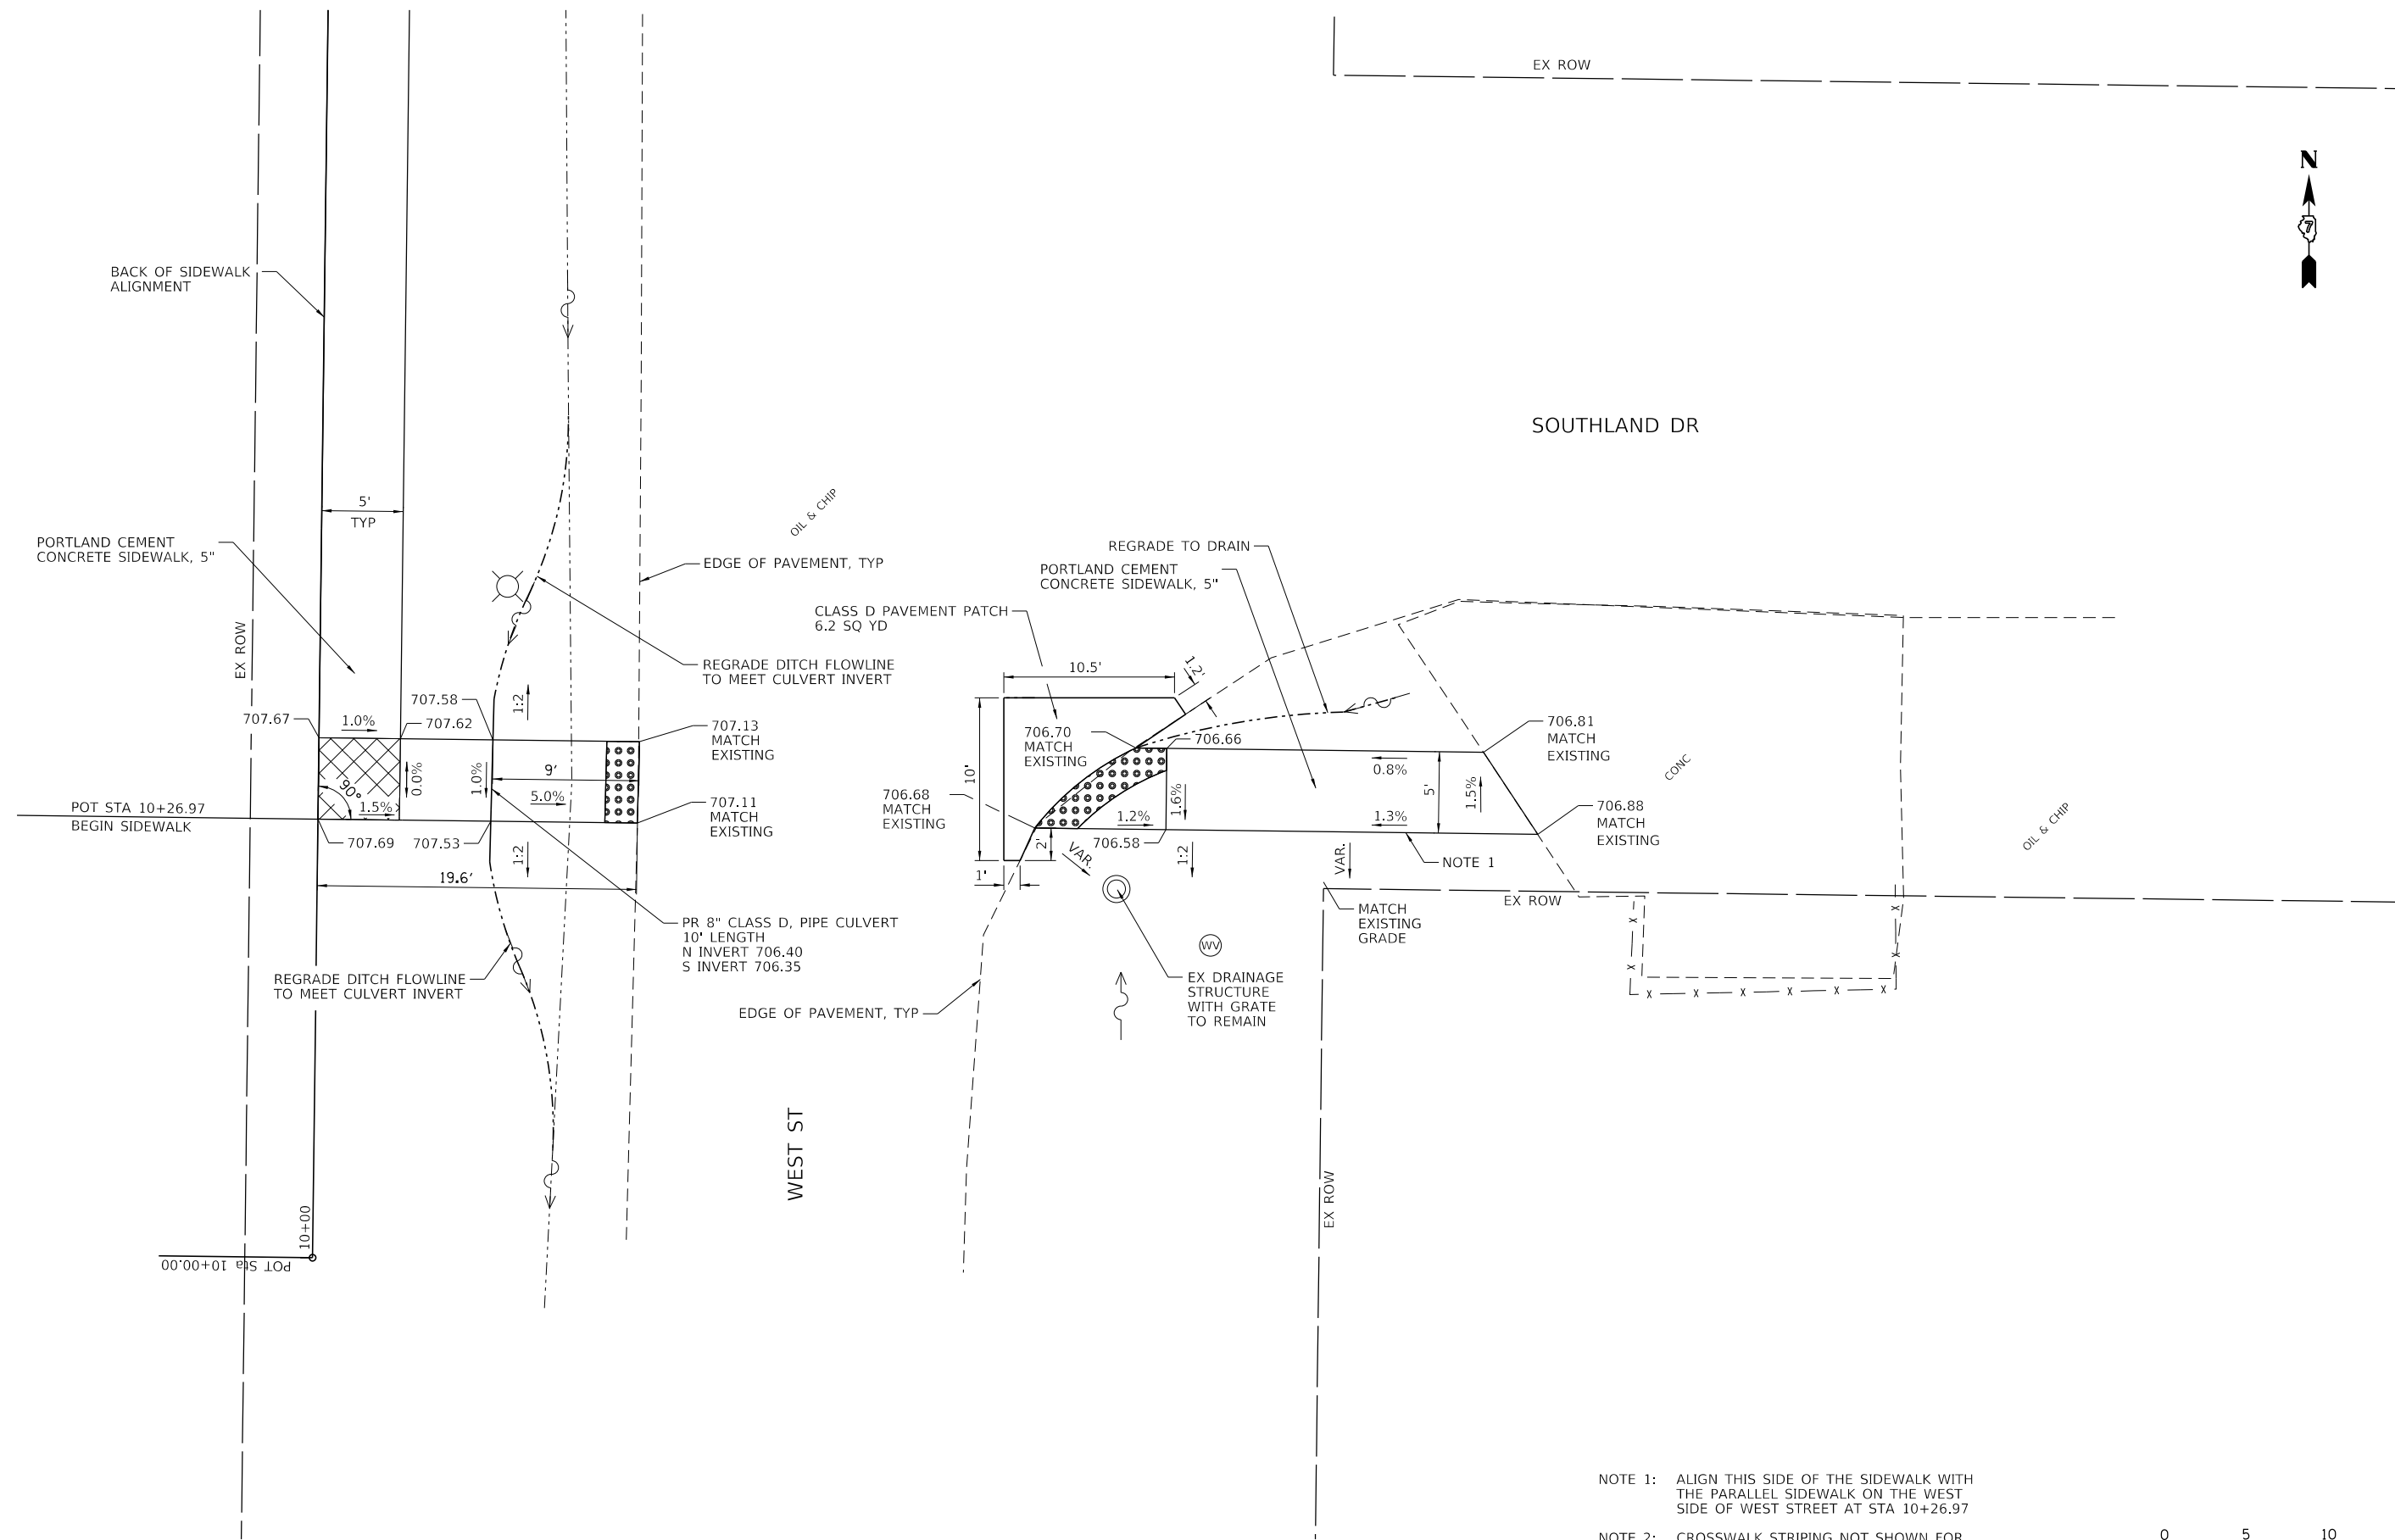 EX ROW
N
7
BACK OF SIDEWALK
ALIGNMENT
SOUTHLAND DR
5'
TYP
OIL & CHIP
PORTLAND CEMENT
CONCRETE SIDEWALK, 5"
EDGE OF PAVEMENT, TYP
REGRADE TO DRAIN
PORTLAND CEMENT
CONCRETE SIDEWALK, 5"
CLASS D PAVEMENT PATCH
6.2 SQ YD
EX ROW
REGRADE DITCH FLOWLINE
TO MEET CULVERT INVERT
10.5'
1.2'
707.58
1:2
707.67
1.0%
707.62
707.13
MATCH
EXISTING
706.70
MATCH
EXISTING
706.66
706.81
MATCH
EXISTING
90°
0.0%
1.0%
9'
5.0%
10'
0.8%
CONC
POT STA 10+26.97
BEGIN SIDEWALK
1.5%
707.11
MATCH
EXISTING
706.68
MATCH
EXISTING
1.2%
1.6%
5'
1.5%
1.3%
706.88
MATCH
EXISTING
OIL & CHIP
707.69
707.53
1:2
2'
VAR.
706.58
1:2
VAR.
NOTE 1
19.6'
1'
EX ROW
PR 8" CLASS D, PIPE CULVERT
10' LENGTH
N INVERT 706.40
S INVERT 706.35
MATCH
EXISTING
GRADE
WV
REGRADE DITCH FLOWLINE
TO MEET CULVERT INVERT
EX DRAINAGE
STRUCTURE
WITH GRATE
TO REMAIN
EDGE OF PAVEMENT, TYP
X
X
X
X
X
X
X
X
X
X
WEST ST
EX ROW
10+00
POT Sta 10+00.00
NOTE 1: ALIGN THIS SIDE OF THE SIDEWALK WITH
THE PARALLEL SIDEWALK ON THE WEST
SIDE OF WEST STREET AT STA 10+26.97
NOTE 2: CROSSWALK STRIPING NOT SHOWN FOR
0 5 10